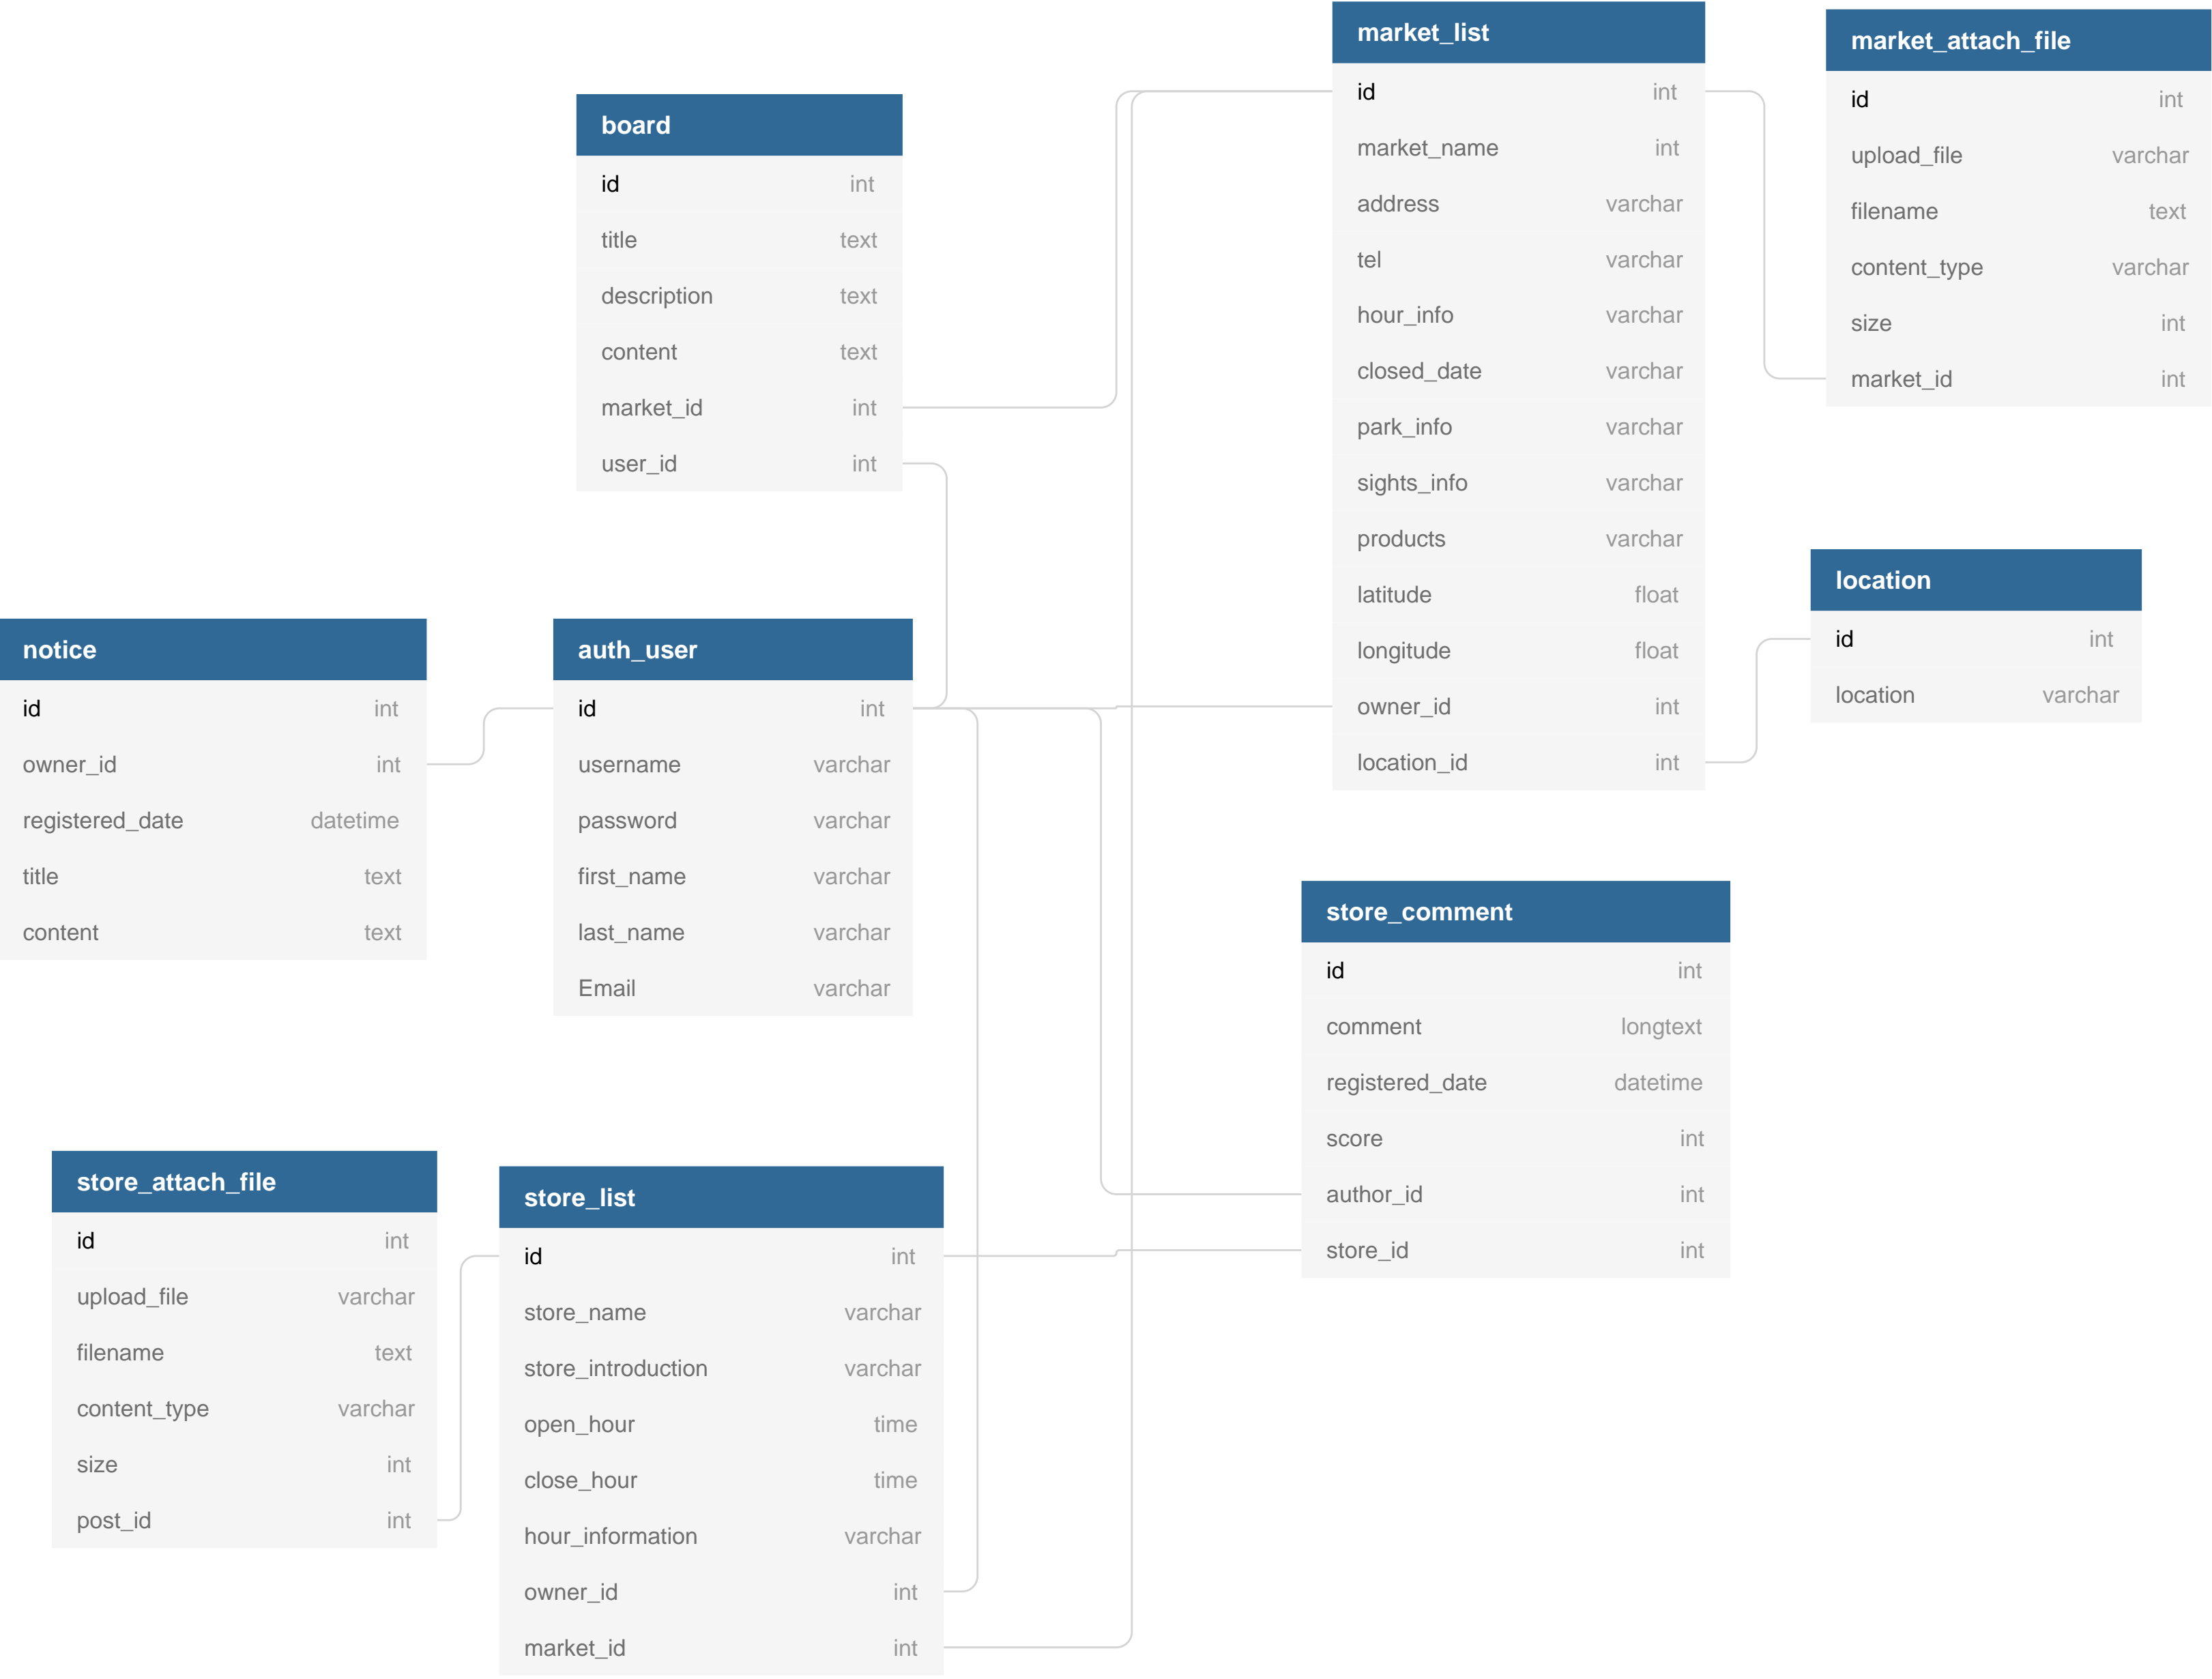 market_list
id int
market_name int
address varchar
tel varchar
hour_info varchar
closed_date varchar
park_info varchar
sights_info varchar
products varchar
latitude float
longitude float
owner_id int
location_id int
market_attach_file
id int
upload_file varchar
filename text
content_type varchar
size int
market_id int
board
id int
title text
description text
content text
market_id int
user_id int
location
id int
location varchar
notice
id int
owner_id int
registered_date datetime
title text
content text
auth_user
id int
username varchar
password varchar
first_name varchar
last_name varchar
Email varchar
store_comment
id int
comment longtext
registered_date datetime
score int
author_id int
store_id int
store_attach_file
id int
upload_file varchar
filename text
content_type varchar
size int
post_id int
store_list
id int
store_name varchar
store_introduction varchar
open_hour time
close_hour time
hour_information varchar
owner_id int
market_id int